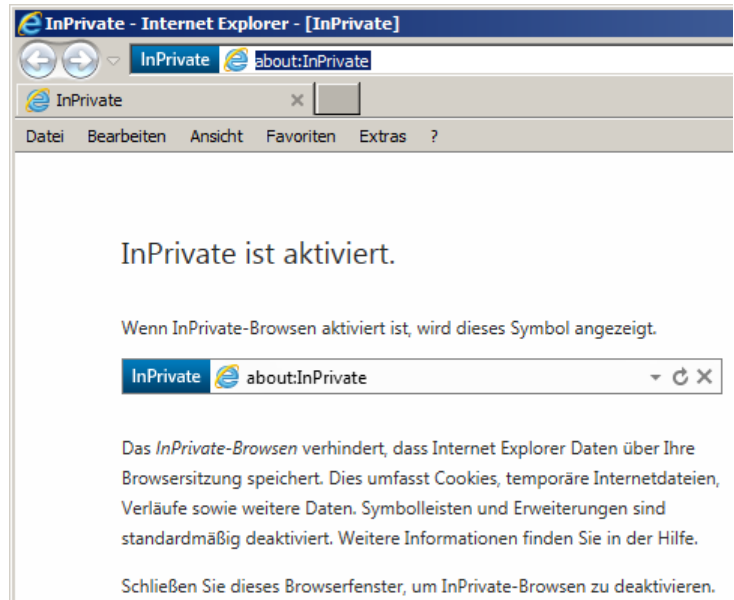 InPrivate - Internet Explorer - [InPrivate]
InPrivate about:InPrivate
InPrivate
Datei Bearbeiten Ansicht Favoriten Extras ?
InPrivate ist aktiviert.
Wenn InPrivate-Browsen aktiviert ist, wird dieses Symbol angezeigt.
InPrivate about:InPrivate
Das InPrivate-Browsen verhindert, dass Internet Explorer Daten über Ihre
Browsersitzung speichert. Dies umfasst Cookies, temporäre Internetdateien,
Verläufe sowie weitere Daten. Symbolleisten und Erweiterungen sind
standardmäßig deaktiviert. Weitere Informationen finden Sie in der Hilfe.
Schließen Sie dieses Browserfenster, um InPrivate-Browsen zu deaktivieren.